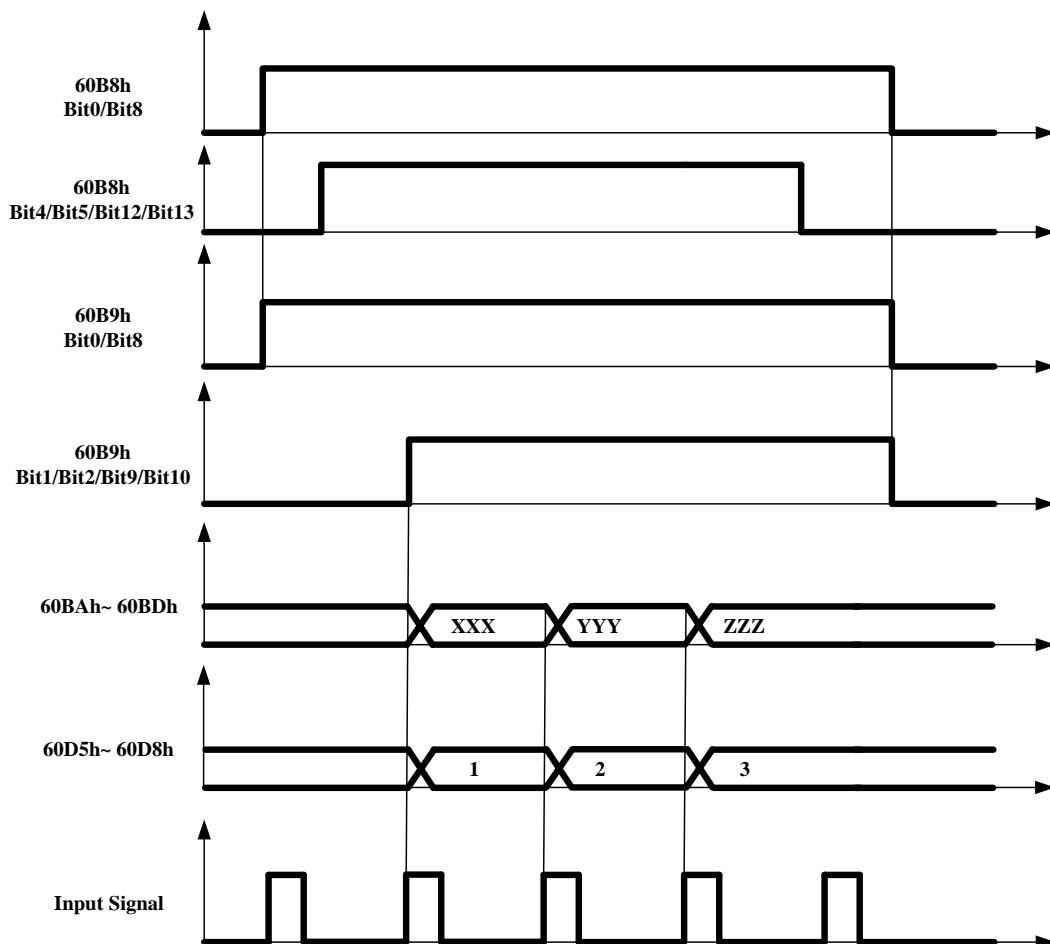 60B8h
Bit0/Bit8
60B8h
Bit4/Bit5/Bit12/Bit13
60B9h
Bit0/Bit8
60B9h
Bit1/Bit2/Bit9/Bit10
60BAh~ 60BDh
XXX
YYY
ZZZ
60D5h~ 60D8h
1
2
3
Input Signal